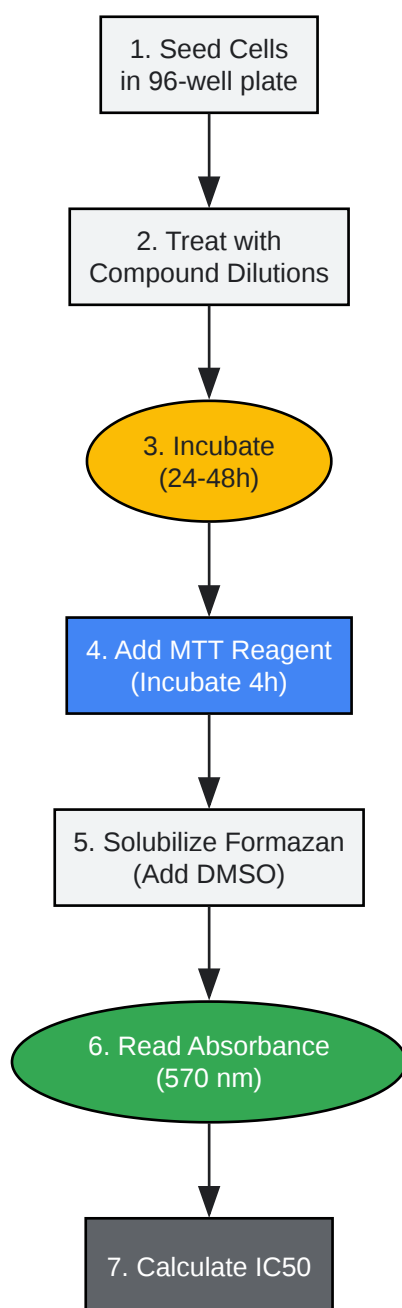 1. Seed Cells
in 96-well plate
2. Treat with
Compound Dilutions
3. Incubate
(24-48h)
4. Add MTT Reagent
(Incubate 4h)
5. Solubilize Formazan
(Add DMSO)
6. Read Absorbance
(570 nm)
7. Calculate IC50